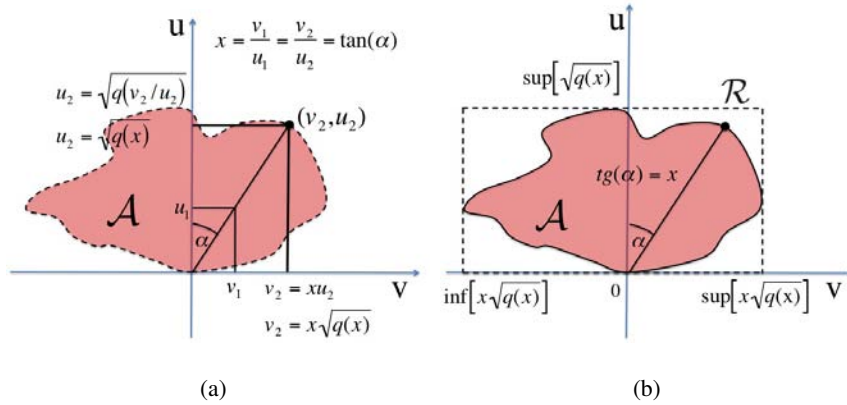 u
x = v₁/u₁ = v₂/u₂ = tan(α)
u₂ = √q(v₂/u₂)
u₂ = √q(x)
(v₂,u₂)
𝒜
u₁
α
v₁
v₂ = xu₂
v
v₂ = x√q(x)
(a)
u
sup[√q(x)]
ℛ
tg(α) = x
𝒜
α
inf[x√q(x)]
0
sup[x√q(x)]
v
(b)